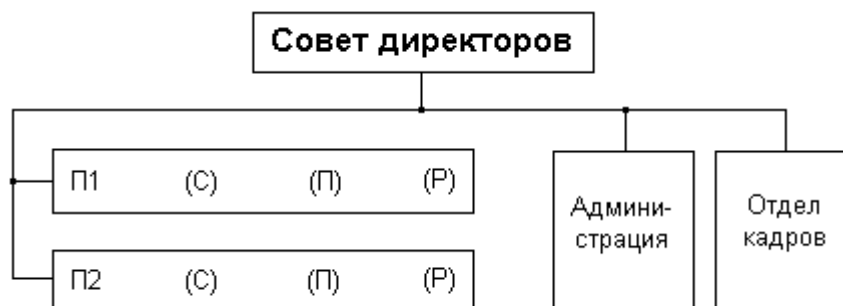 Совет директоров
П1 (С) (П) (Р)
П2 (С) (П) (Р)
Админи-
страция
Отдел
кадров